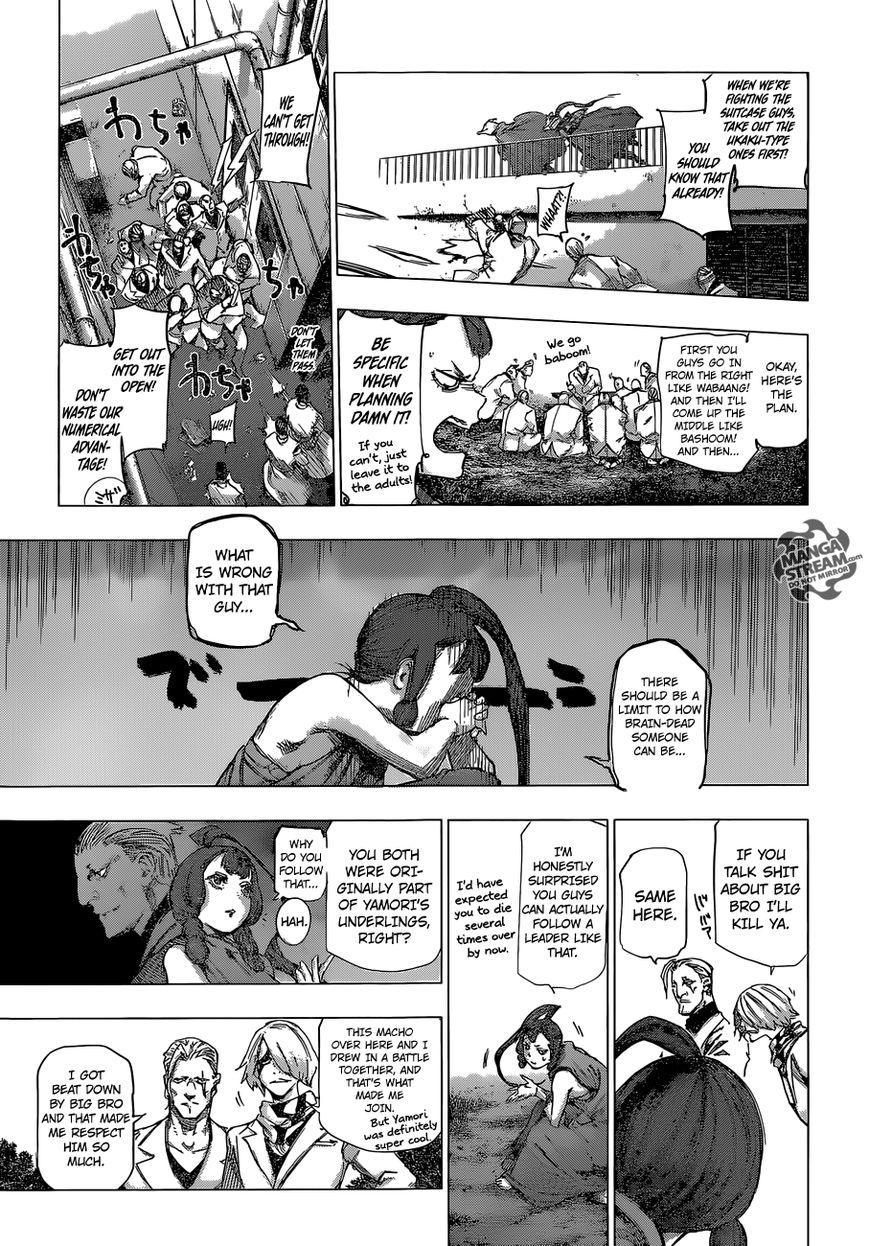 WHEN WE'RE
FIGHTING THE
SUITCASE GUYS,
TAKE OUT THE
UKAKU-TYPE
ONES FIRST!
YOU
SHOULD
KNOW THAT
ALREADY!
WHAAT?!
WE
CAN'T GET
THROUGH!
わちゃ
わちゃ
わちゃ
DON'T
LET
THEM
PASS.
GET OUT
INTO THE
OPEN!
DON'T
WASTE OUR
NUMERICAL
ADVAN-
TAGE!
UGH!
OKAY,
HERE'S
THE
PLAN.
FIRST YOU
GUYS GO IN
FROM THE RIGHT
LIKE WABAANG!
AND THEN I'LL
COME UP THE
MIDDLE LIKE
BASHOOM!
AND THEN...
We go
baboom!
BE
SPECIFIC
WHEN
PLANNING
DAMN IT!
If you
can't, just
leave it to
the adults!
MANGA
STREAM.com
DO NOT MIRROR
WHAT
IS WRONG
WITH THAT
GUY...
ズーン
THERE
SHOULD BE A
LIMIT TO HOW
BRAIN-DEAD
SOMEONE
CAN BE...
IF YOU
TALK SHIT
ABOUT BIG
BRO I'LL
KILL YA.
SAME
HERE.
I'M
HONESTLY
SURPRISED
YOU GUYS
CAN ACTUALLY
FOLLOW A
LEADER LIKE
THAT.
I'd have
expected
you to die
several
times over
by now.
YOU BOTH
WERE ORI-
GINALLY PART
OF YAMORI'S
UNDERLINGS,
RIGHT?
WHY
DO YOU
FOLLOW
THAT...
HAH.
THIS MACHO
OVER HERE AND I
DREW IN A BATTLE
TOGETHER, AND
THAT'S WHAT
MADE ME
JOIN.
But Yamori
was definitely
super cool.
I GOT
BEAT DOWN
BY BIG BRO
AND THAT MADE
ME RESPECT
HIM SO
MUCH.